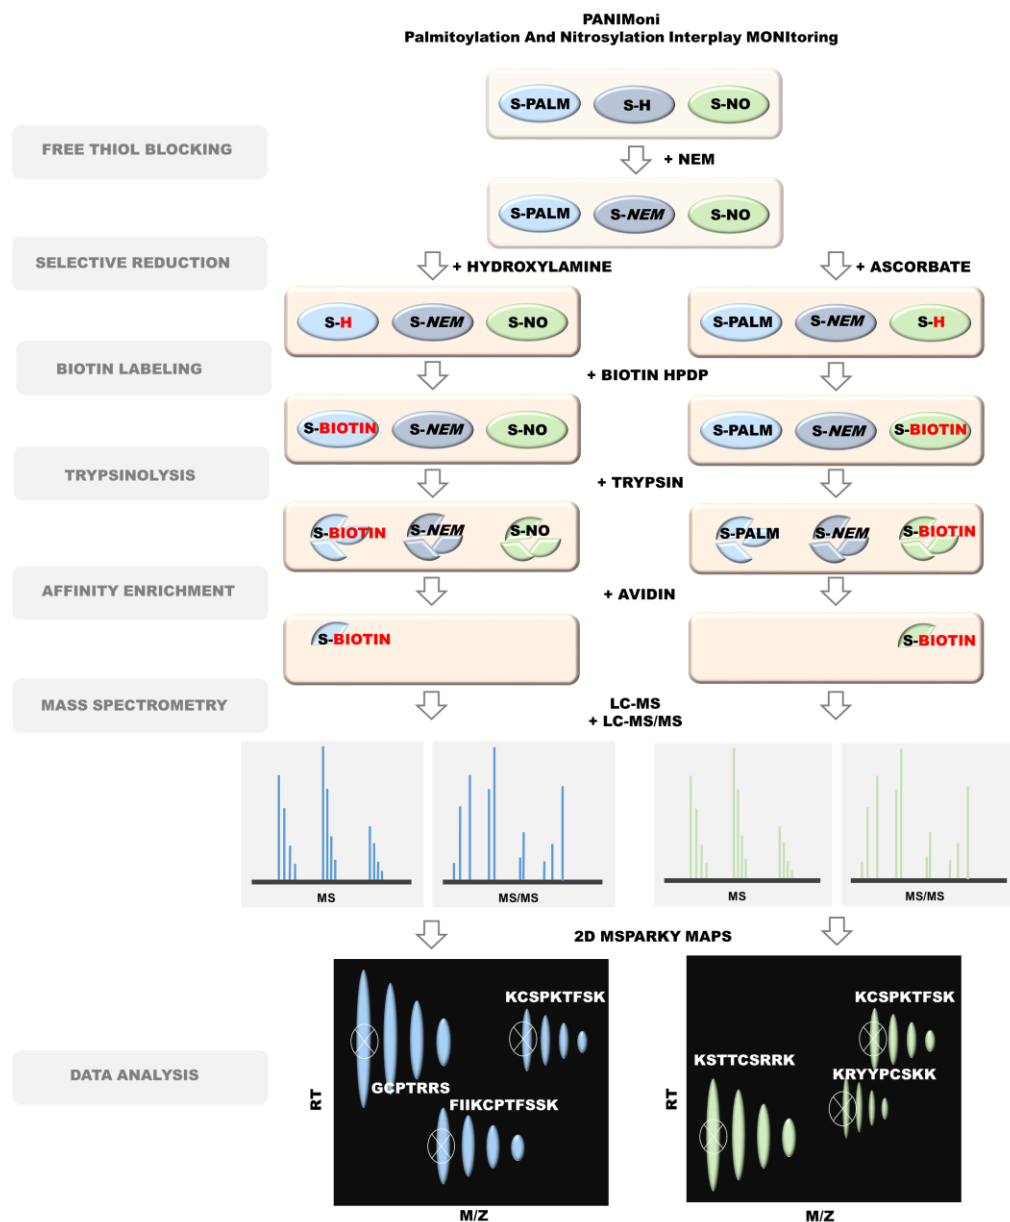 PANIMoni
Palmitoylation And Nitrosylation Interplay MONItoring
S-PALM S-H S-NO
FREE THIOL BLOCKING
+ NEM
S-PALM S-NEM S-NO
SELECTIVE REDUCTION
+ HYDROXYLAMINE + ASCORBATE
S-H S-NEM S-NO S-PALM S-NEM S-H
BIOTIN LABELING
+ BIOTIN HPDP
S-BIOTIN S-NEM S-NO S-PALM S-NEM S-BIOTIN
TRYPSINOLYSIS
+ TRYPSIN
S-BIOTIN S-NEM S-NO S-PALM S-NEM S-BIOTIN
AFFINITY ENRICHMENT
+ AVIDIN
S-BIOTIN S-BIOTIN
MASS SPECTROMETRY
LC-MS
+ LC-MS/MS
MS MS/MS MS MS/MS
2D MSPARKY MAPS
DATA ANALYSIS
RT
KCSPKTFSK
GCPTRRS
FIIKCPTFSSK
M/Z
RT
KCSPKTFSK
KSTTCSRRK
KRYYPCSKK
M/Z